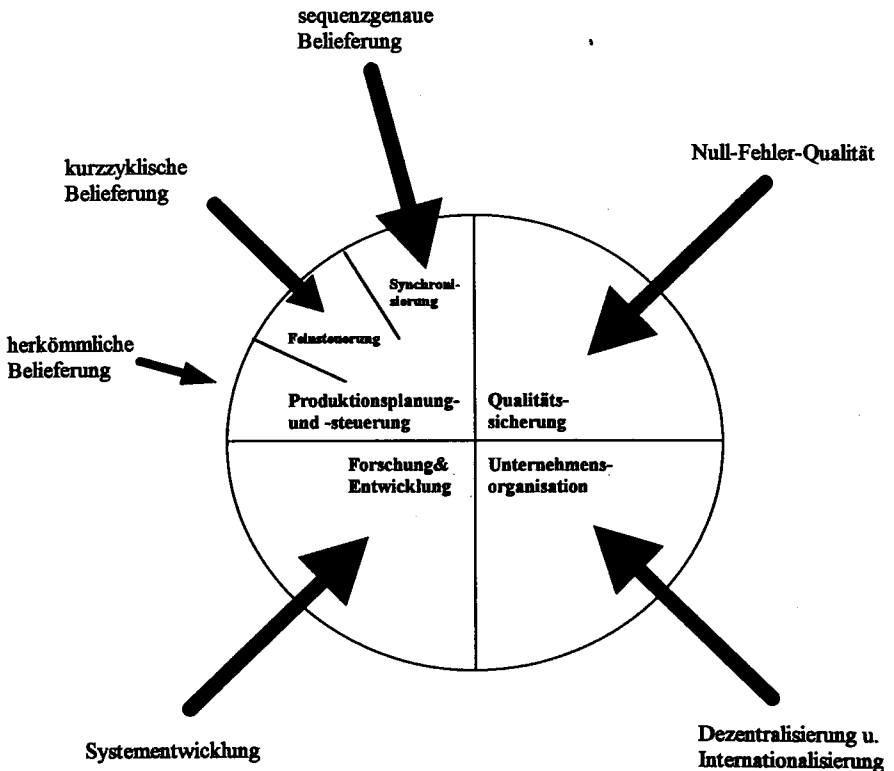 sequenzgenaue
Belieferung
kurzzyklische
Belieferung
Null-Fehler-Qualität
Synchroni-
sierung
Feinsteuerung
herkömmliche
Belieferung
Produktionsplanung-
und -steuerung
Qualitäts-
sicherung
Forschung&
Entwicklung
Unternehmens-
organisation
Systementwicklung
Dezentralisierung u.
Internationalisierung